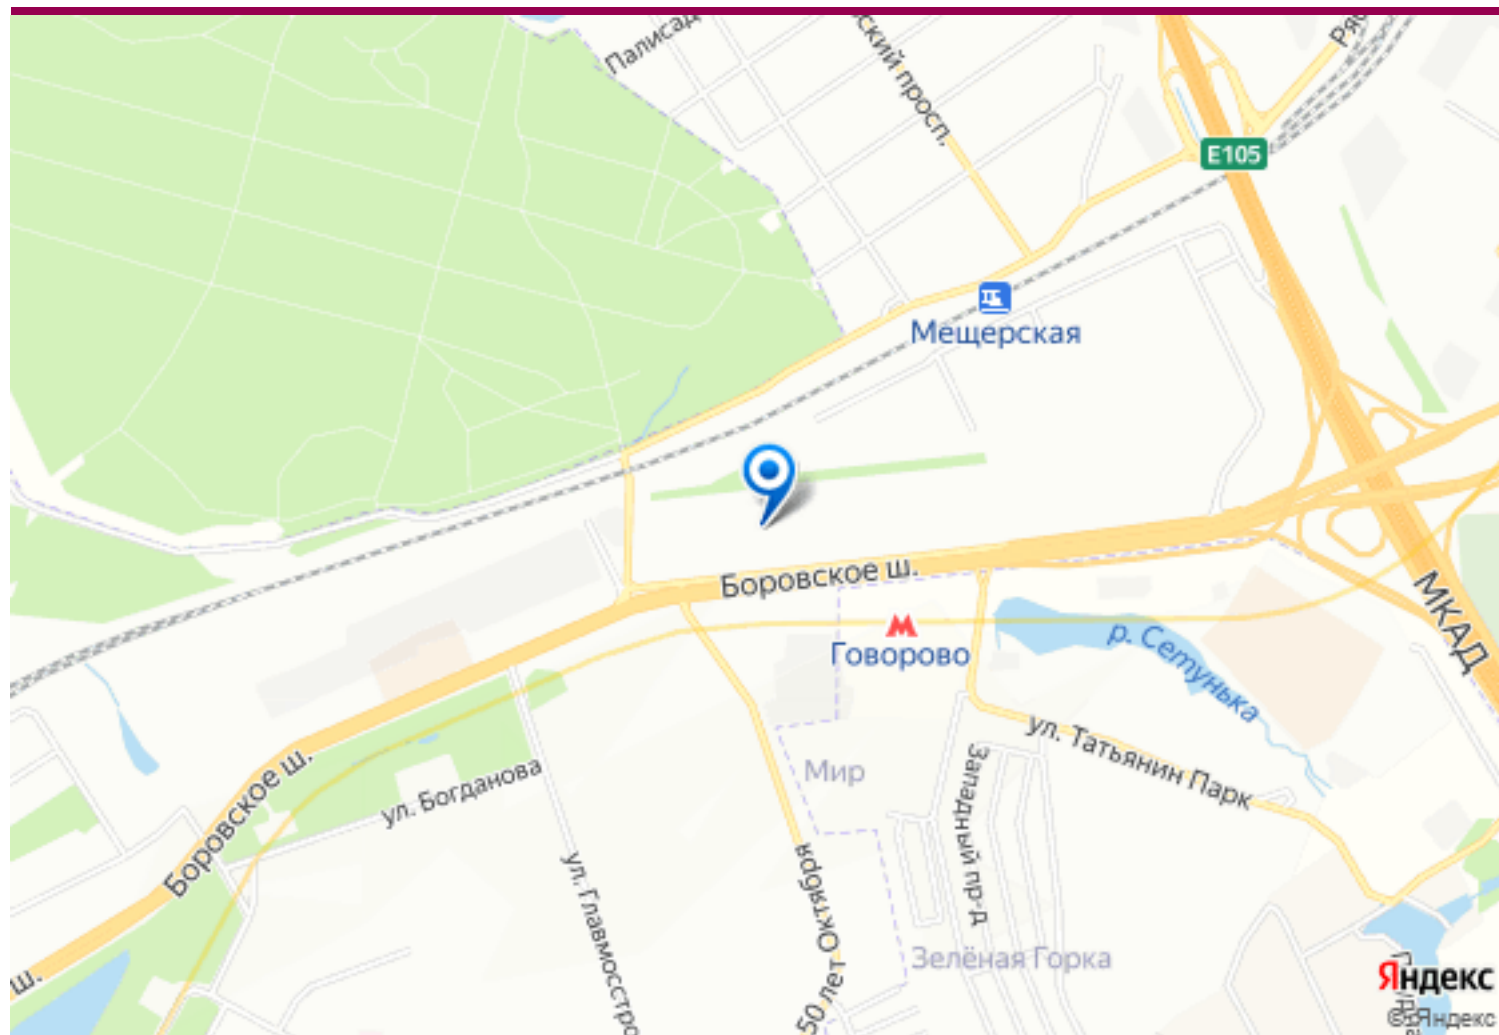 Палисад
ский просп.
Ряб
E105
Мещерская
Боровское ш.
Говорово
р. Сетунька
МКАД
ул. Татьянин Парк
Мир
Западный пр-д
ул. Богданова
Боровское ш.
ул. Главмосстро
50 лет Октября
Зелёная Горка
ш.
Яндекс
© Яндекс